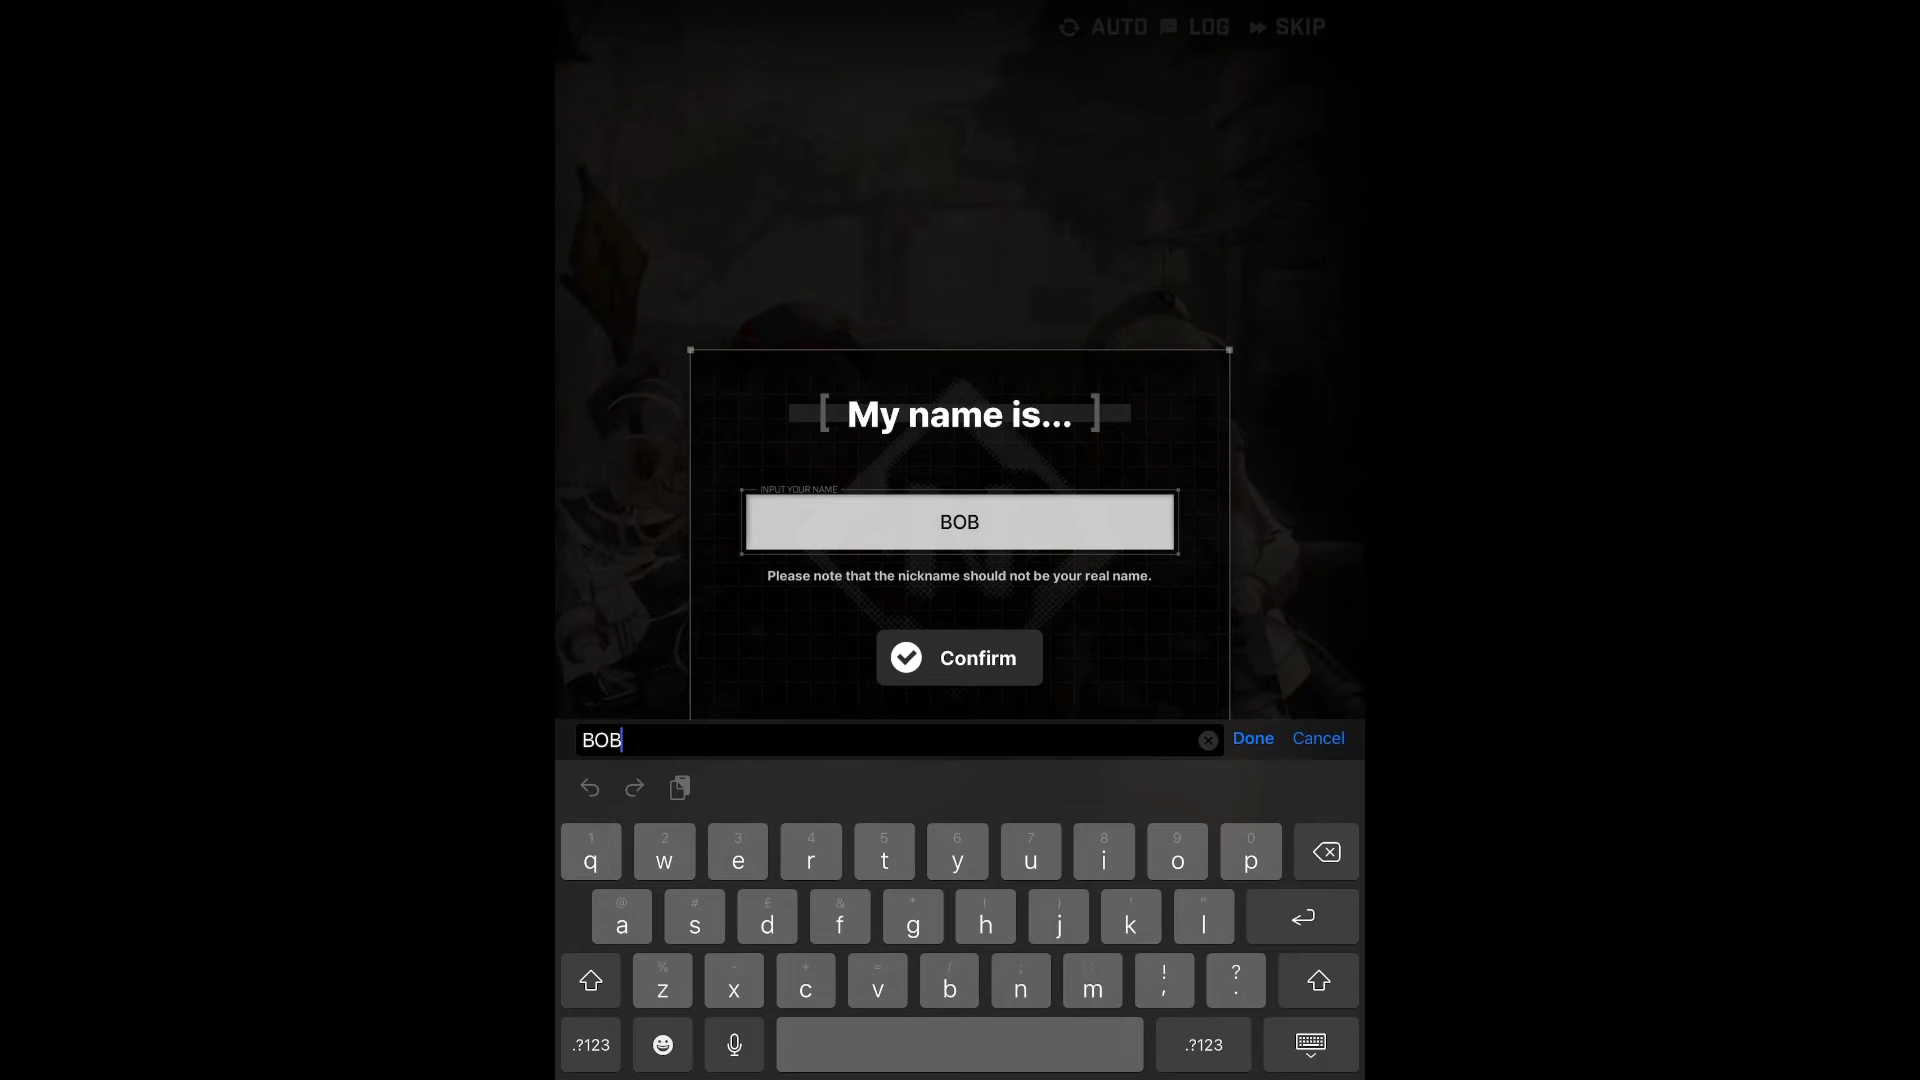 AUTO LOG SKIP
[ My name is... ]
INPUT YOUR NAME
BOB
Please note that the nickname should not be your real name.
Confirm
BOB Done Cancel
1 2 3 4 5 6 7 8 9 0
q w e r t y u i o p
@ # £ & * ( ) ' "
a s d f g h j k l
% - + = / ; : ! ?
z x c v b n m , .
.?123 .?123